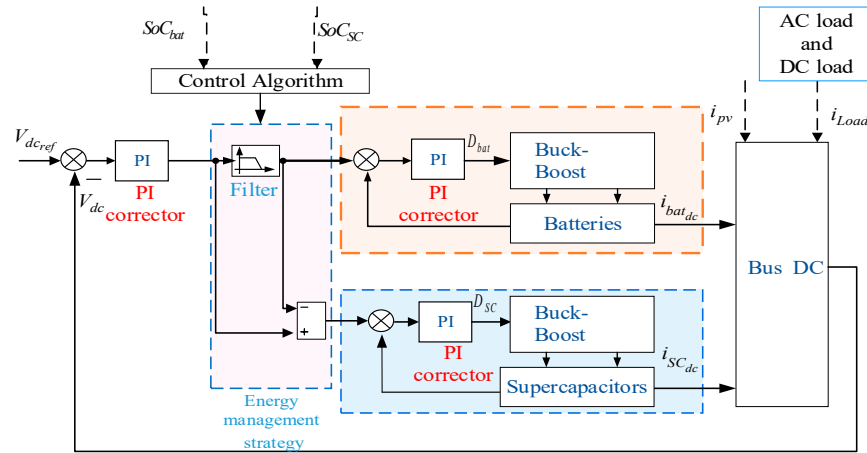 SoC_bat
SoC_SC
AC load
and
DC load
Control Algorithm
i_pv
i_Load
V_dc_ref
PI
Filter
PI
D_bat
Buck-
Boost
−
V_dc
PI
corrector
PI
corrector
Batteries
i_bat_dc
Bus DC
−
+
PI
D_SC
Buck-
Boost
PI
corrector
Supercapacitors
i_SC_dc
Energy
management
strategy